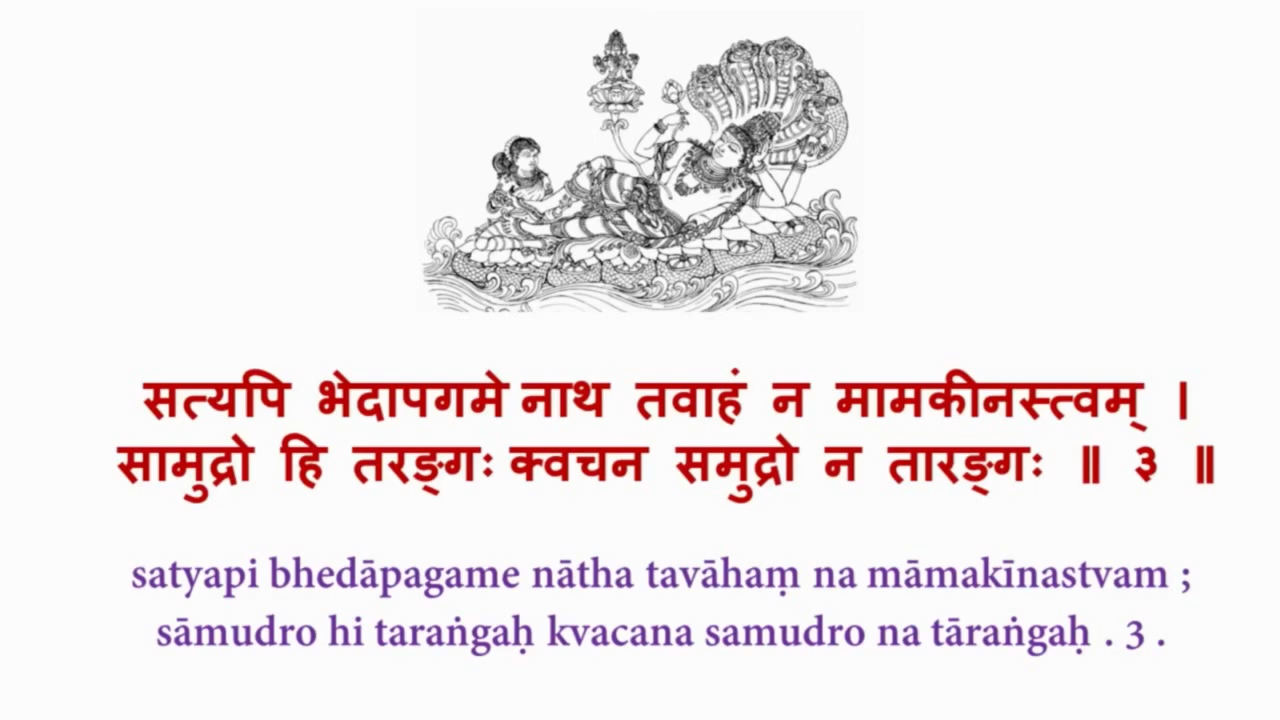 सत्यपि भेदापगमे नाथ तवाहं न मामकीनस्त्वम् ।
सामुद्रो हि तरङ्गः क्वचन समुद्रो न तारङ्गः ॥ ३ ॥
satyapi bhedāpagame nātha tavāhaṃ na māmakīnastvam ;
sāmudro hi taraṅgaḥ kvacana samudro na tāraṅgaḥ . 3 .